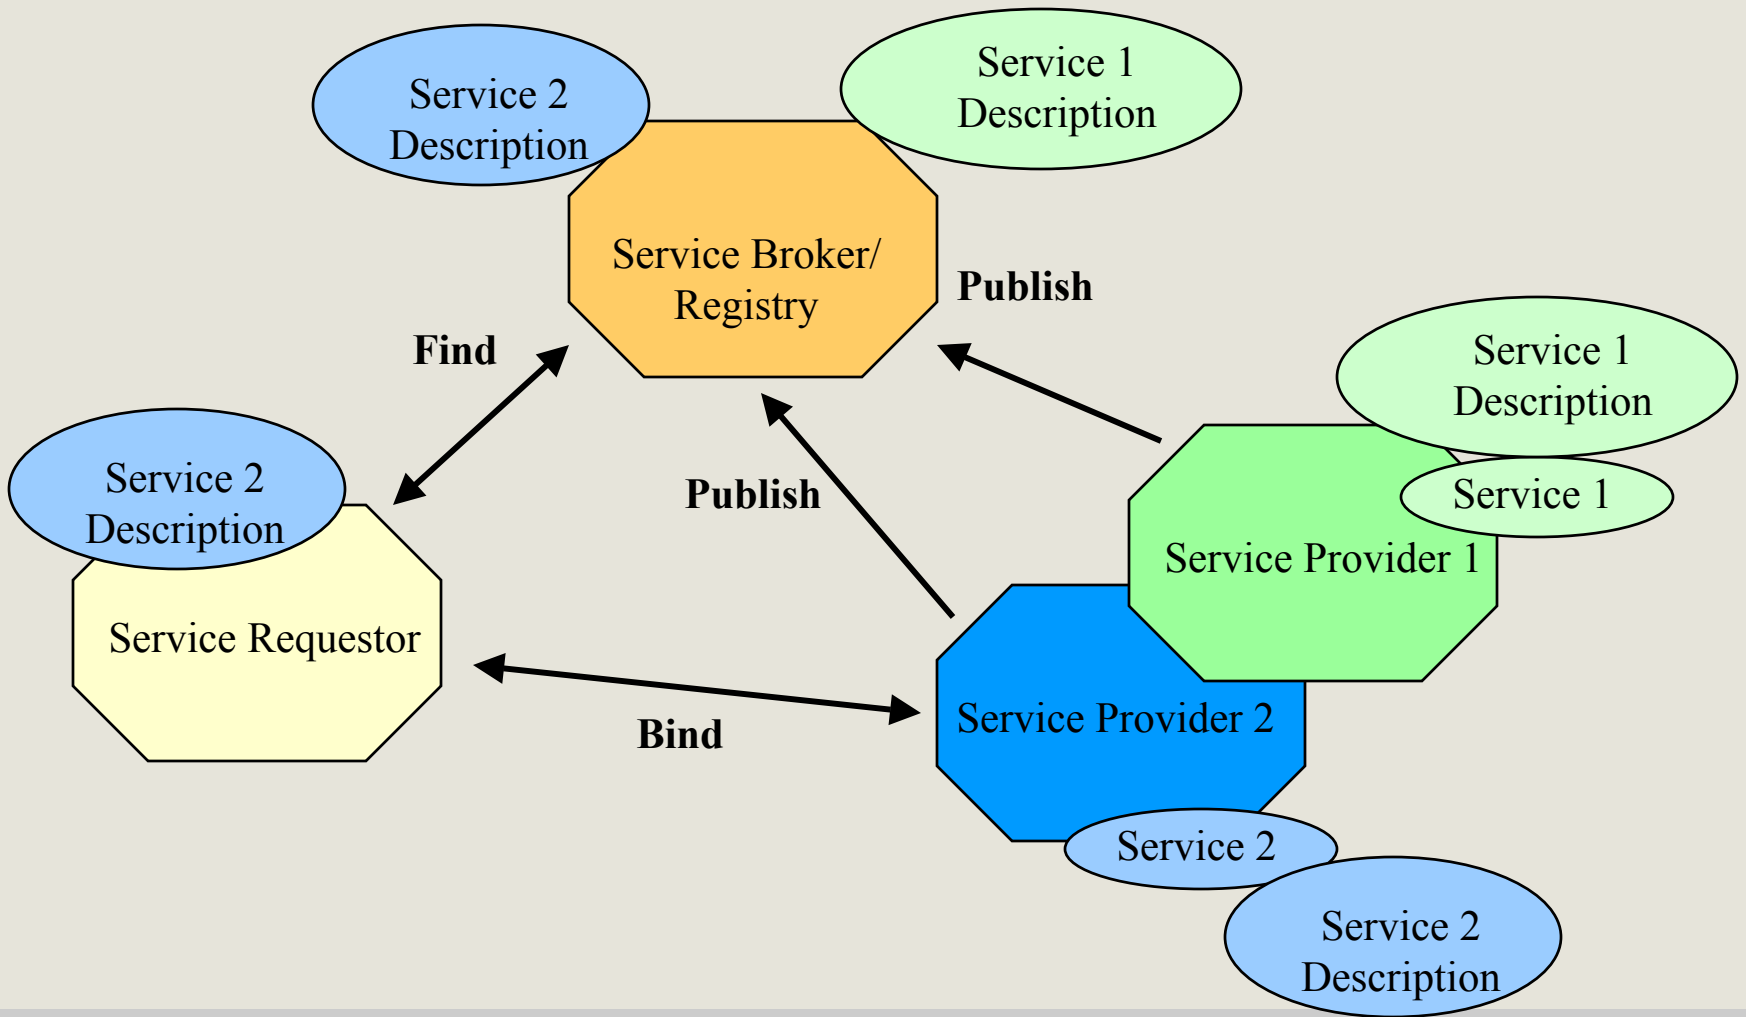 Service 2
Description
Service 1
Description
Service Broker/
Registry
Publish
Find
Service 1
Description
Service 2
Description
Publish
Service 1
Service Provider 1
Service Requestor
Service Provider 2
Bind
Service 2
Service 2
Description